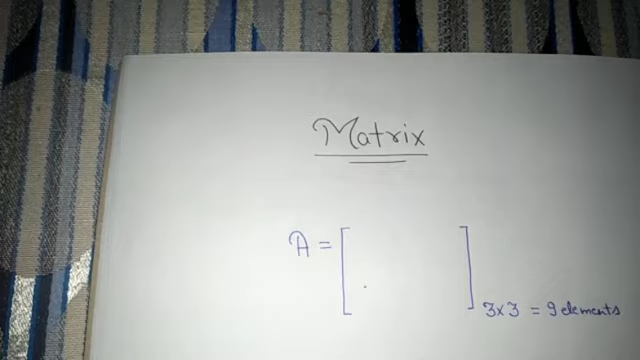 Matrix
A = [ ] 3x3 = 9 elements